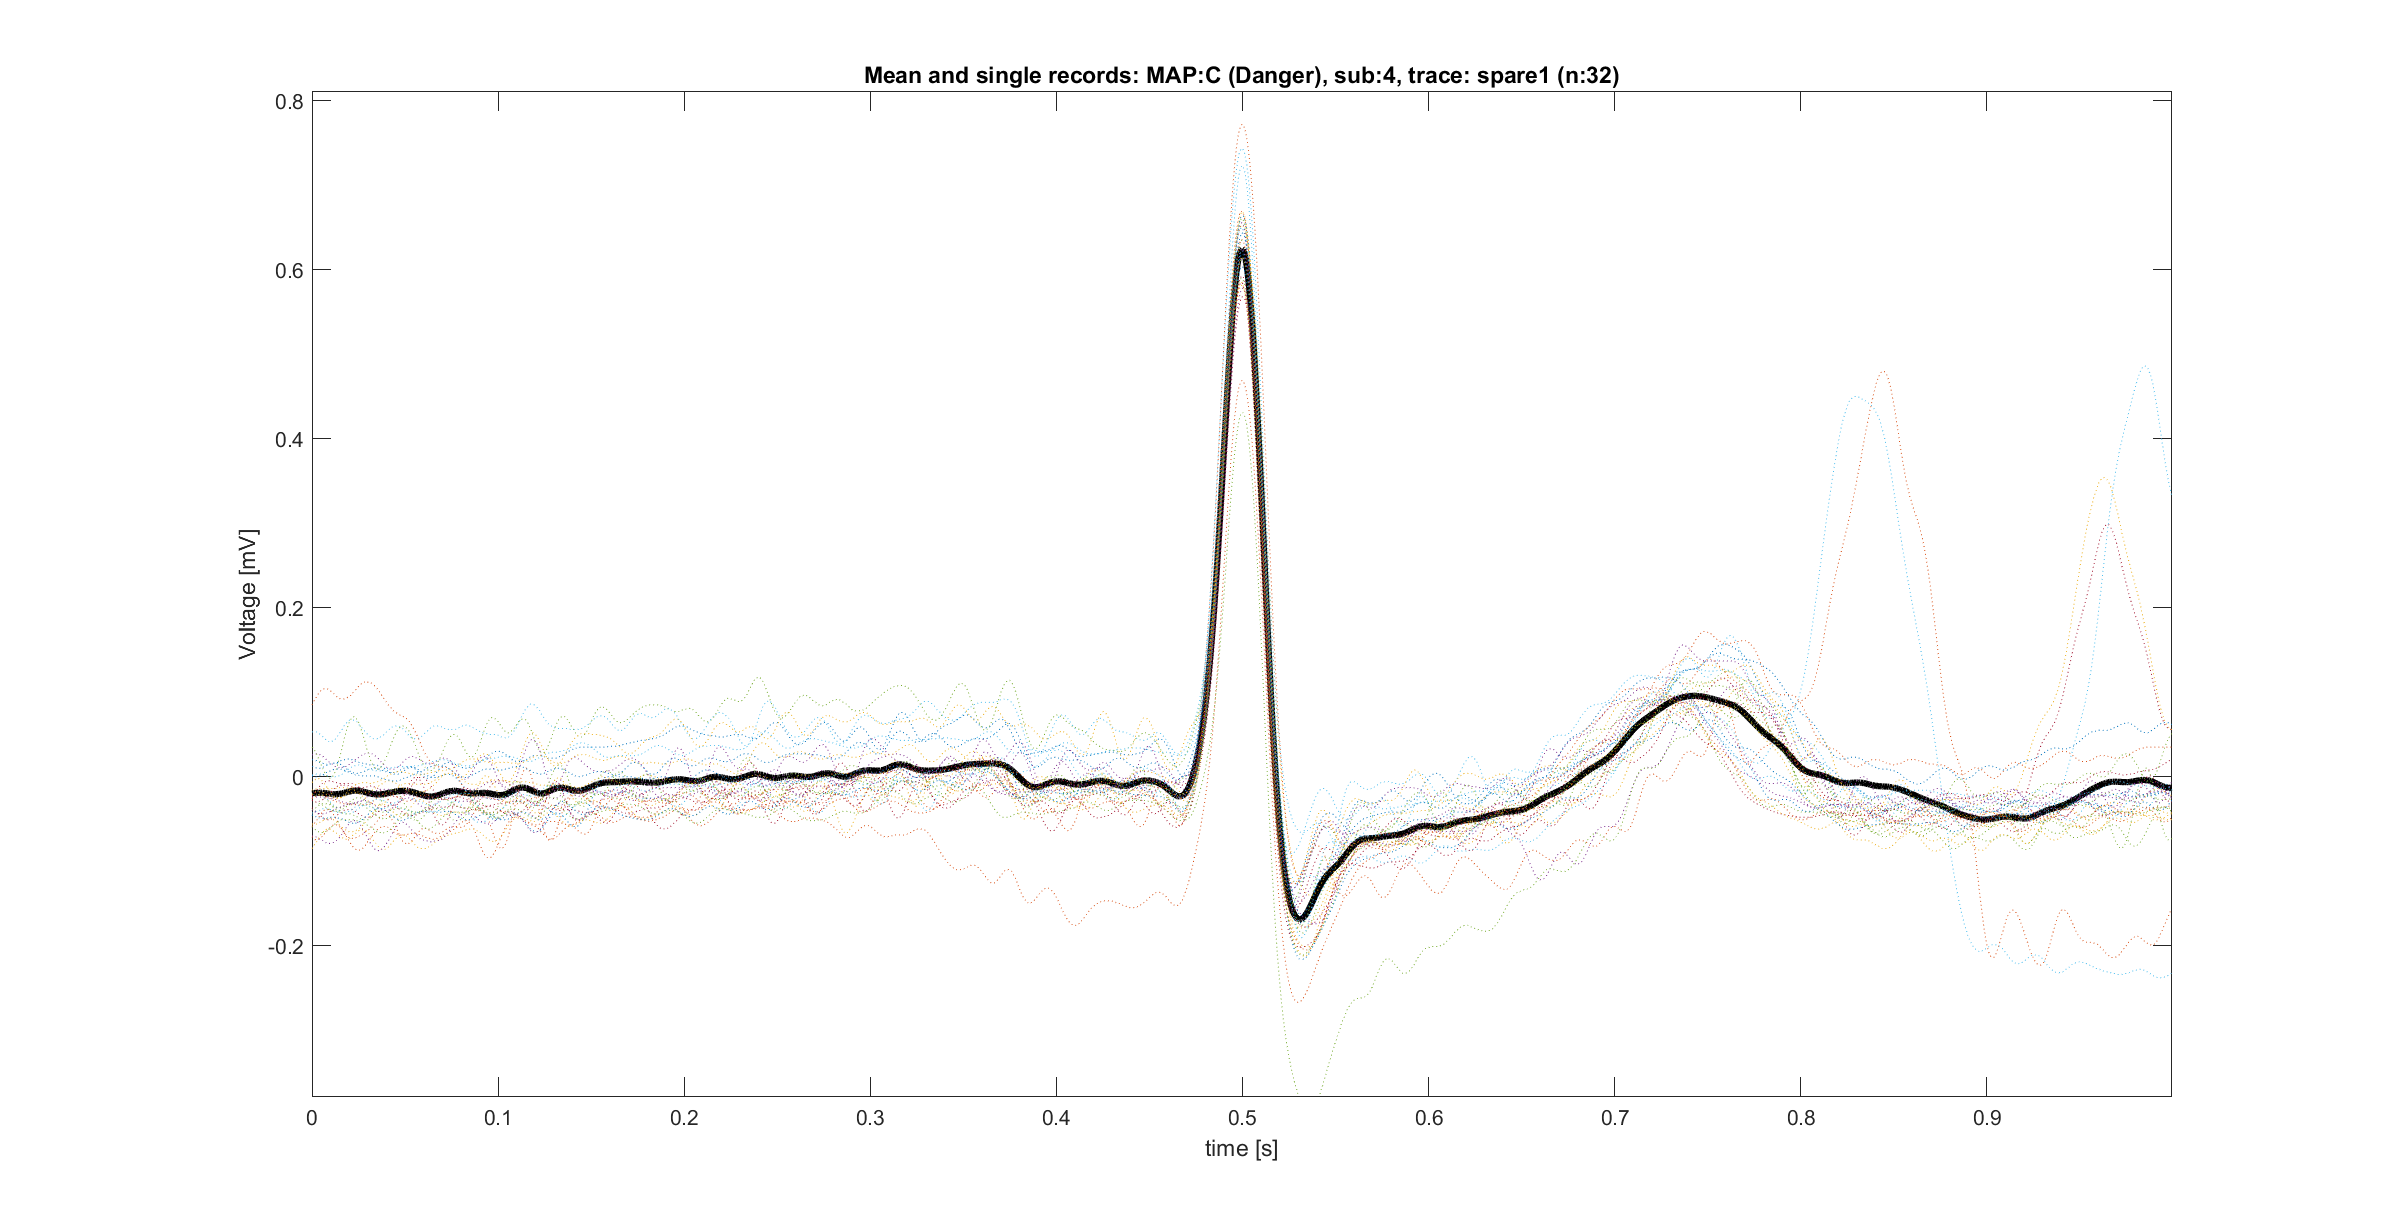 Mean and single records: MAP:C (Danger), sub:4, trace: spare1 (n:32)
0.8
0.6
0.4
0.2
0
-0.2
Voltage [mV]
0 0.1 0.2 0.3 0.4 0.5 0.6 0.7 0.8 0.9
time [s]